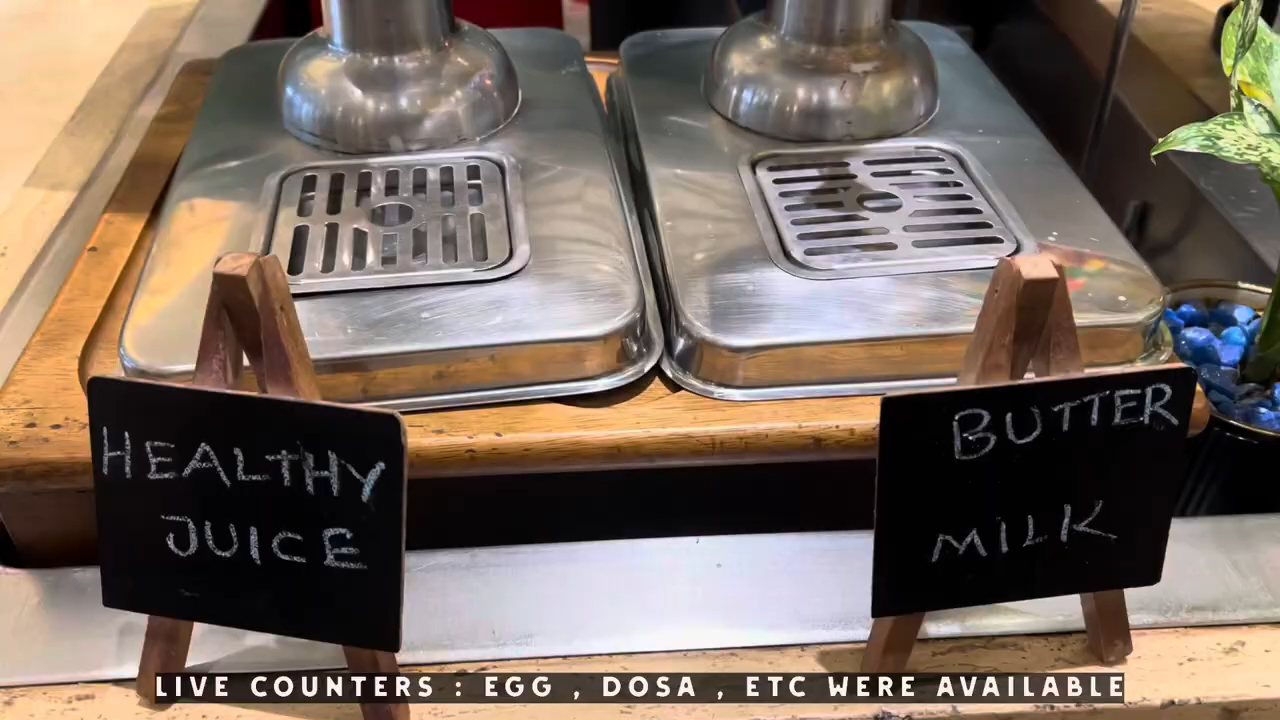 HEALTHY
JUICE
BUTTER
MILK
LIVE COUNTERS : EGG , DOSA , ETC WERE AVAILABLE